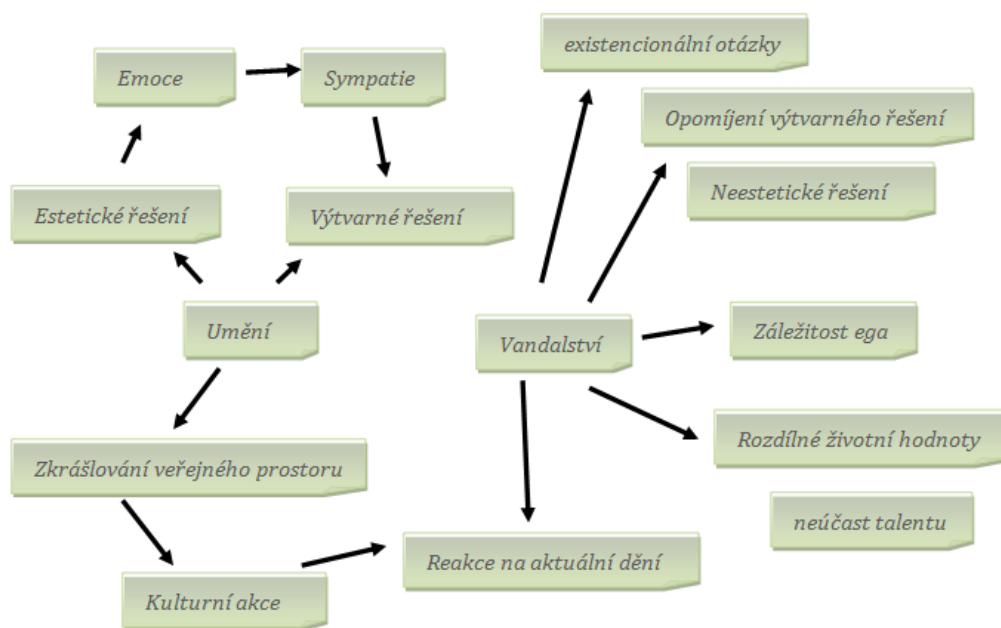 existencionální otázky
Emoce
Sympatie
Opomíjení výtvarného řešení
Neestetické řešení
Estetické řešení
Výtvarné řešení
Umění
Vandalství
Záležitost ega
Zkrášlování veřejného prostoru
Rozdílné životní hodnoty
neúčast talentu
Reakce na aktuální dění
Kulturní akce